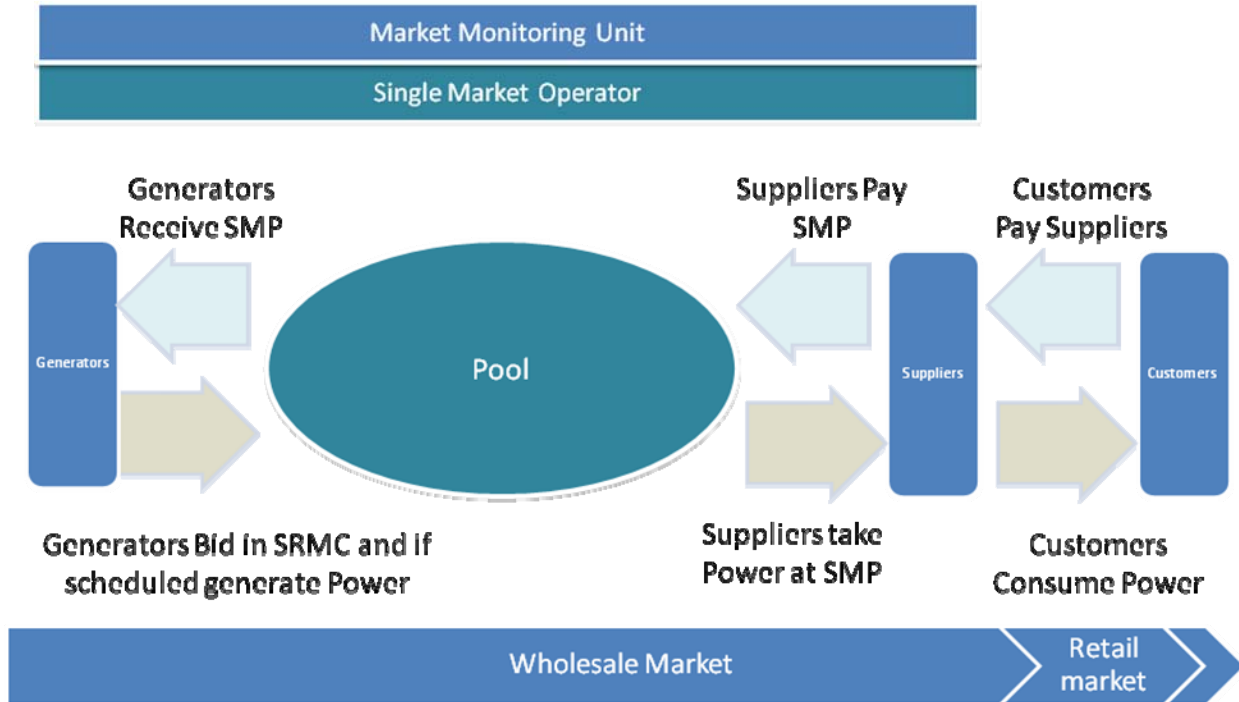 Market Monitoring Unit
Single Market Operator
Generators
Receive SMP
Suppliers Pay
SMP
Customers
Pay Suppliers
Generators
Pool
Suppliers
Customers
Generators Bid in SRMC and if
scheduled generate Power
Suppliers take
Power at SMP
Customers
Consume Power
Wholesale Market
Retail
market